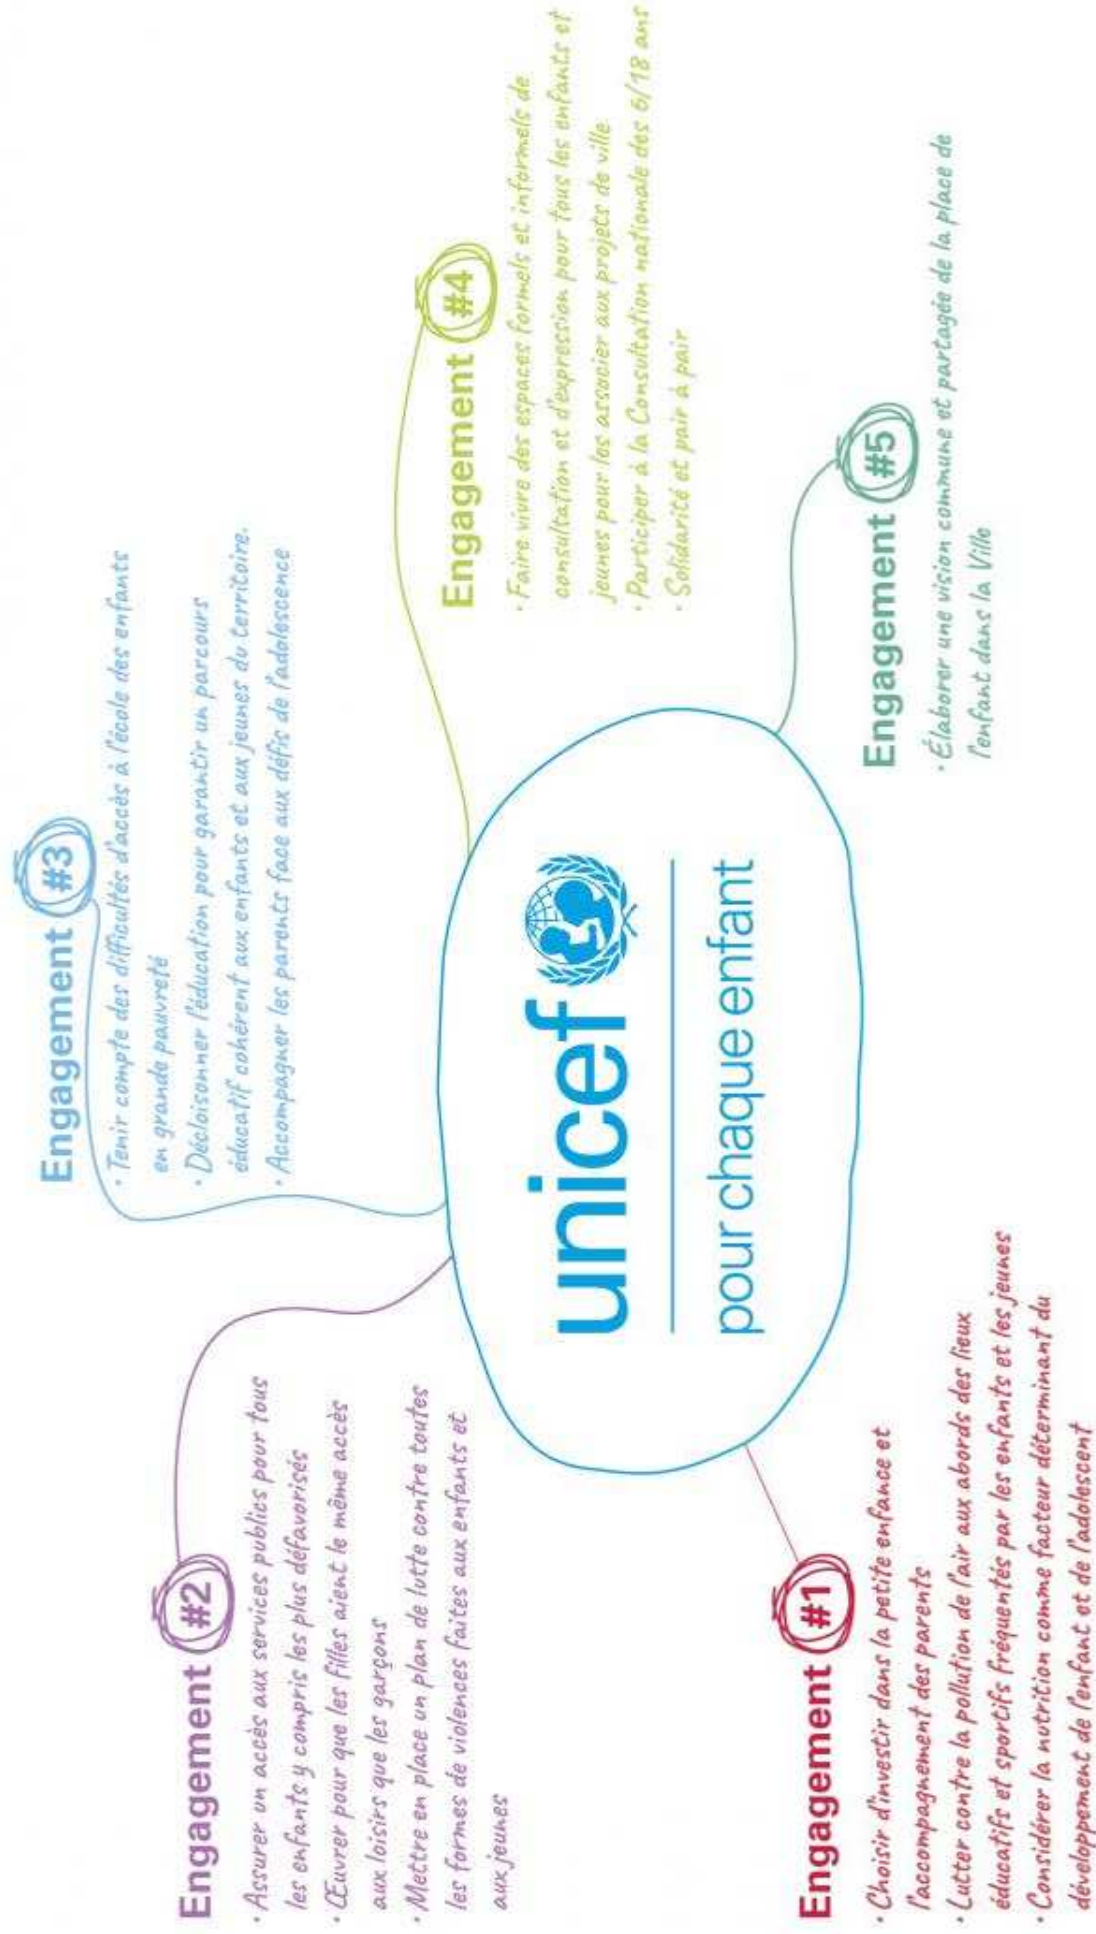 Engagement #1
· Choisir d'investir dans la petite enfance et
l'accompagnement des parents
· Lutter contre la pollution de l'air aux abords des lieux
éducatifs et sportifs fréquentés par les enfants et les jeunes
· Considérer la nutrition comme facteur déterminant du
développement de l'enfant et de l'adolescent
Engagement #2
· Assurer un accès aux services publics pour tous
les enfants y compris les plus défavorisés
· Œuvrer pour que les filles aient le même accès
aux loisirs que les garçons
· Mettre en place un plan de lutte contre toutes
les formes de violences faites aux enfants et
aux jeunes
Engagement #3
· Tenir compte des difficultés d'accès à l'école des enfants
en grande pauvreté
· Décloisonner l'éducation pour garantir un parcours
éducatif cohérent aux enfants et aux jeunes du territoire.
· Accompagner les parents face aux défis de l'adolescence
Engagement #4
· Faire vivre des espaces formels et informels de
consultation et d'expression pour tous les enfants et
jeunes pour les associer aux projets de ville
· Participer à la Consultation nationale des 6/18 ans
· Solidarité et pair à pair
Engagement #5
· Élaborer une vision commune et partagée de la place de
l'enfant dans la Ville
unicef
pour chaque enfant